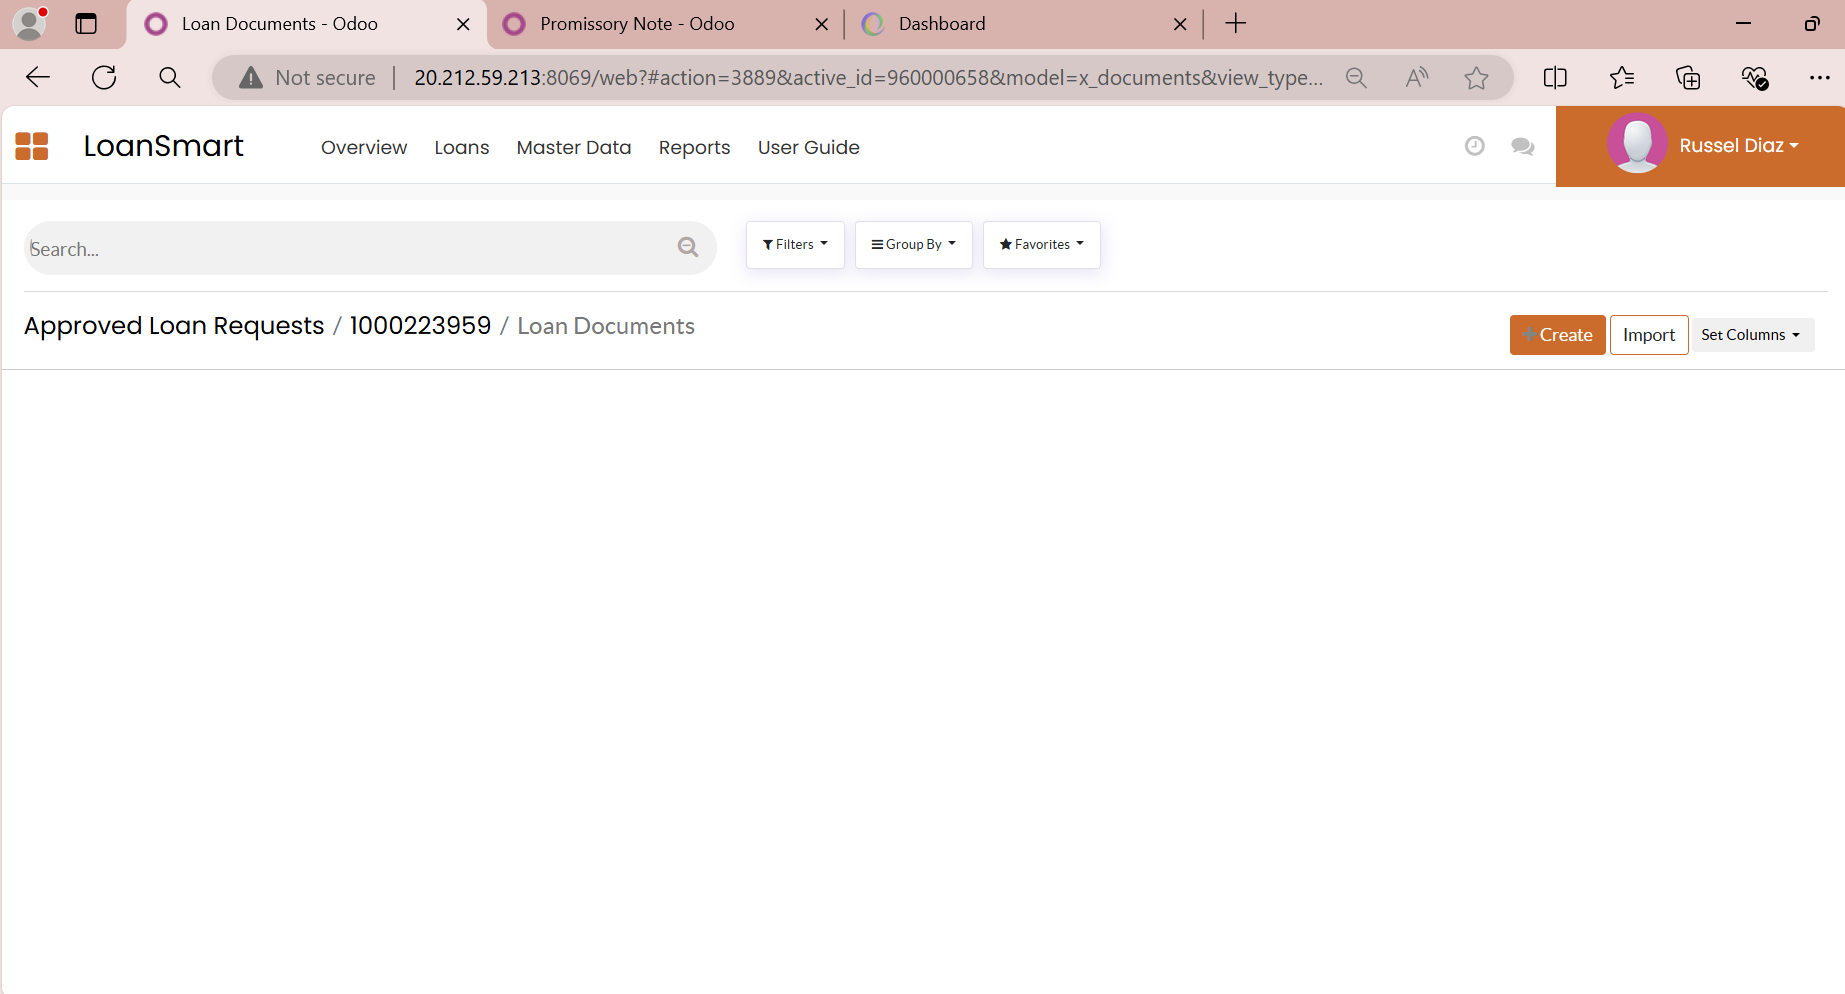 Loan Documents - Odoo
Promissory Note - Odoo
Dashboard
Not secure
20.212.59.213:8069/web?#action=3889&active_id=960000658&model=x_documents&view_type...
LoanSmart
Overview
Loans
Master Data
Reports
User Guide
Russel Diaz
Search...
Filters
Group By
Favorites
Approved Loan Requests / 1000223959 / Loan Documents
Create
Import
Set Columns